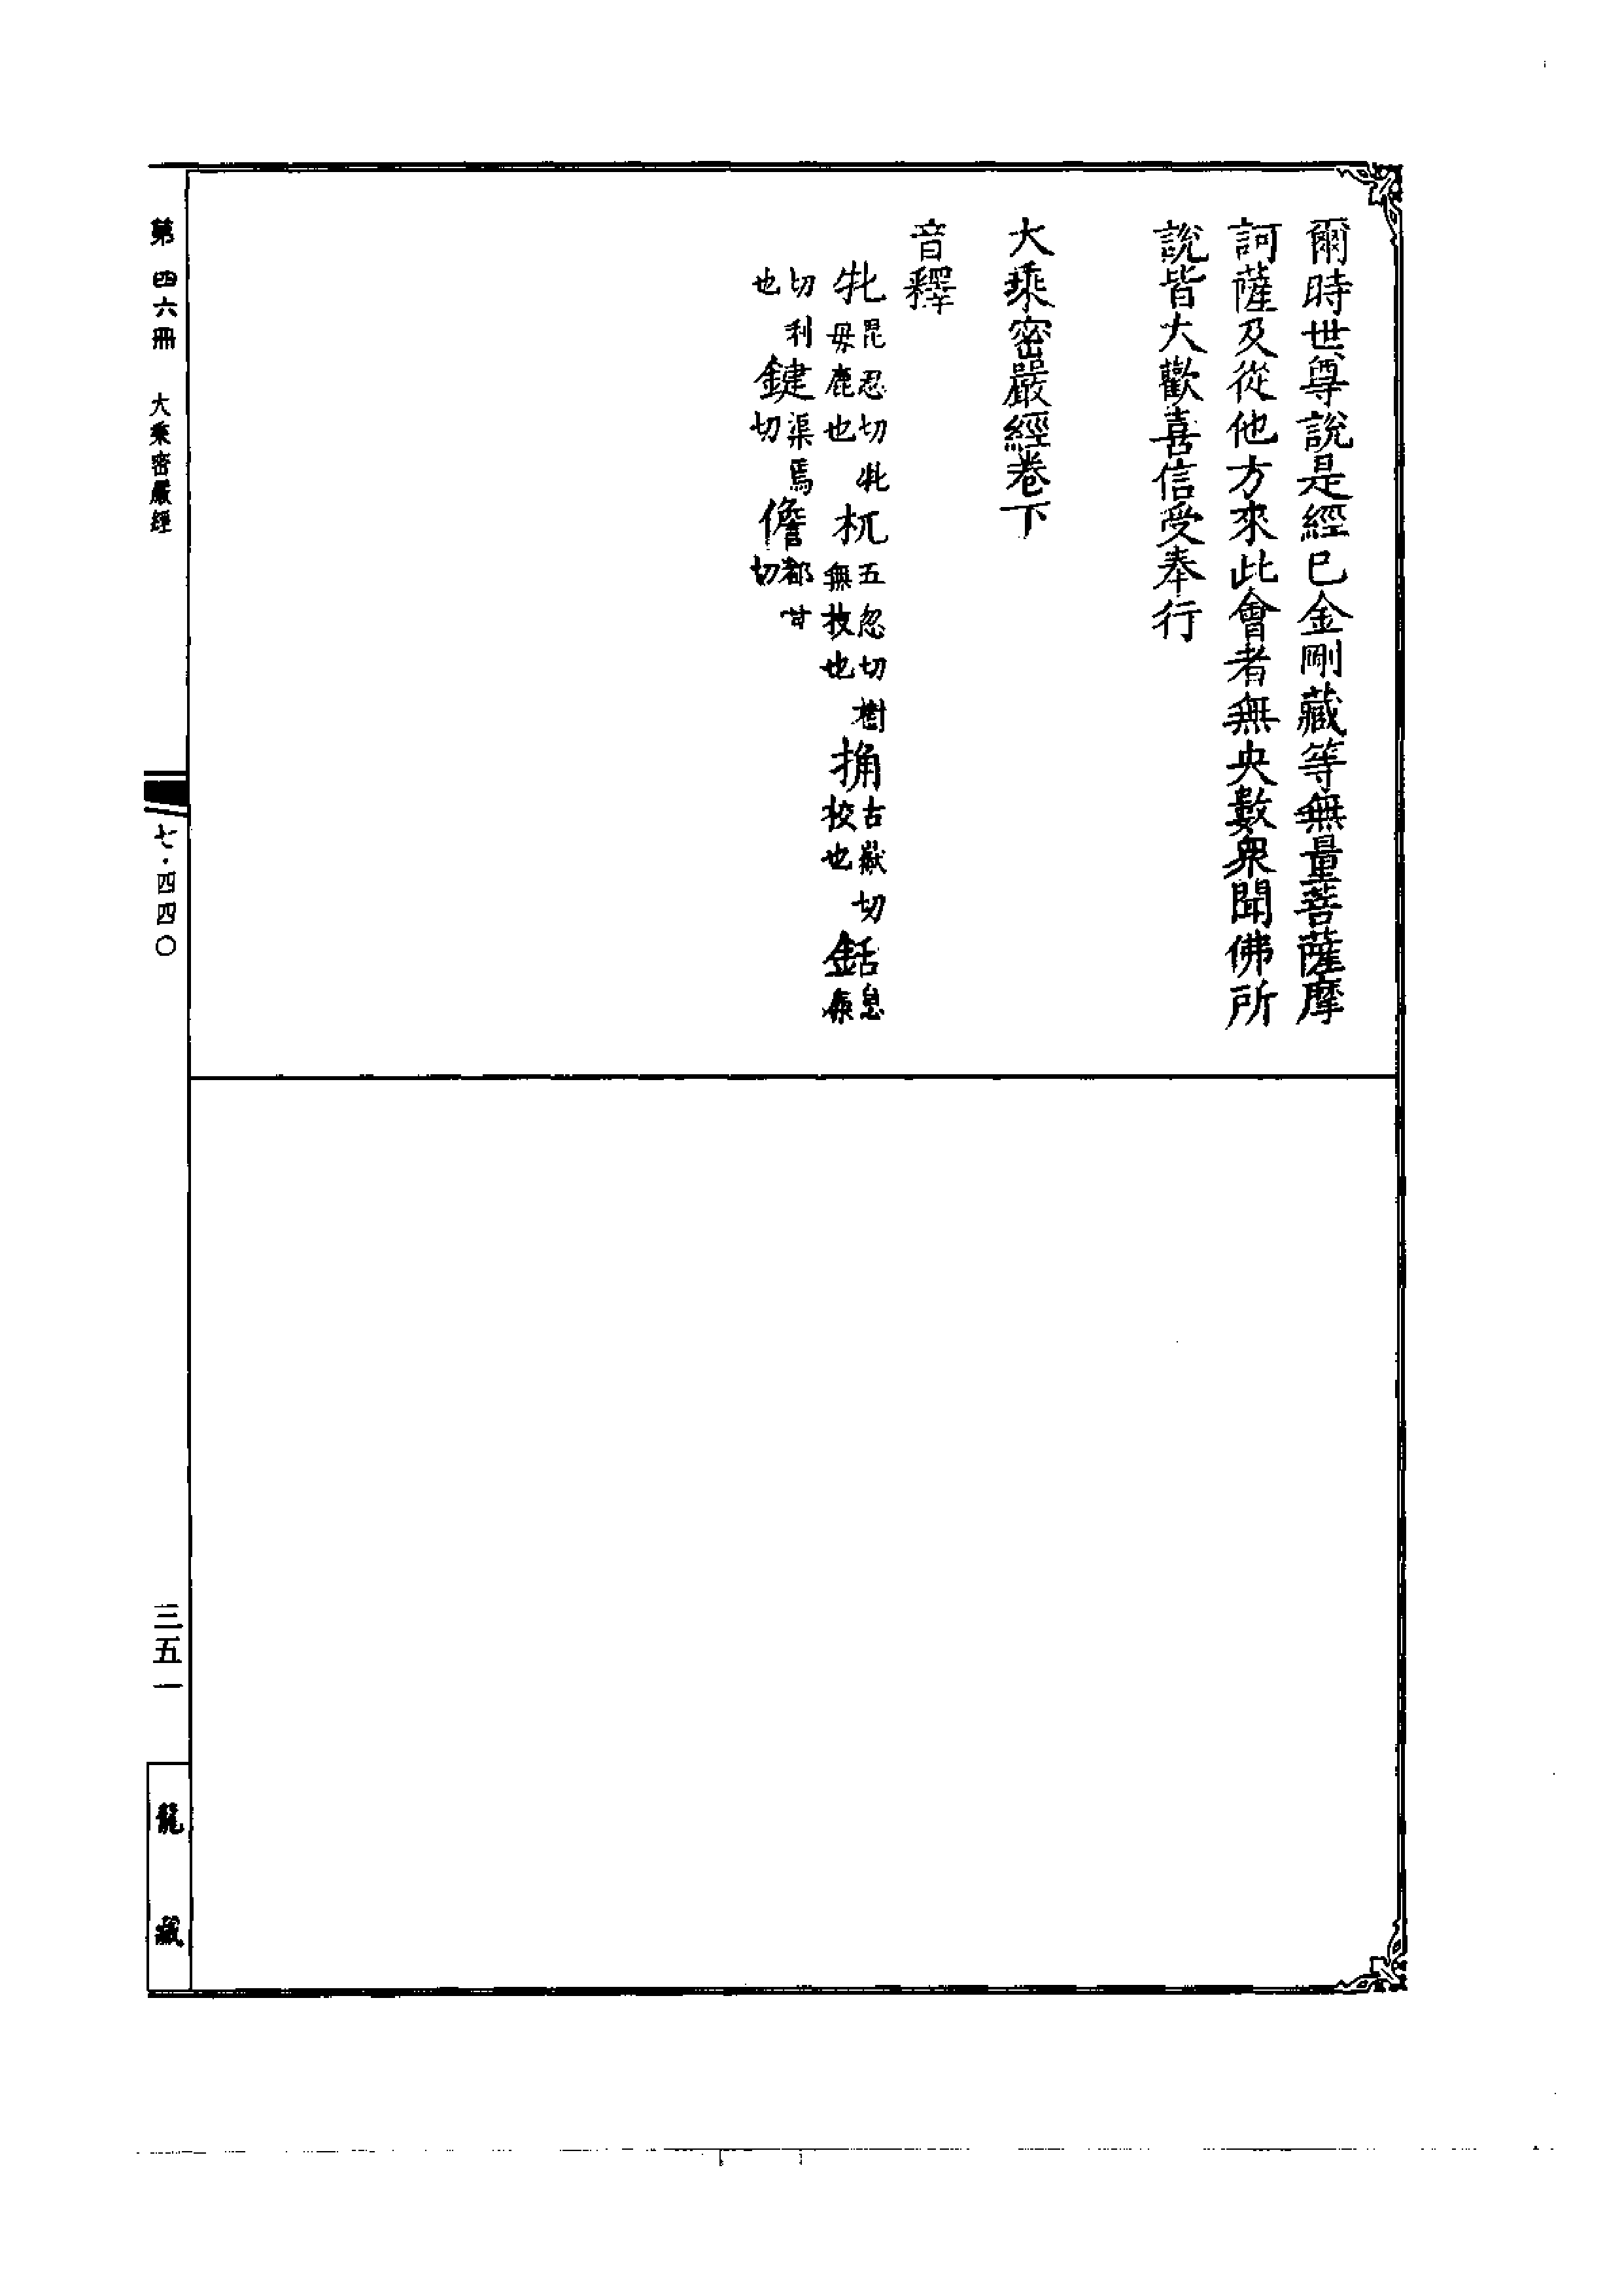 爾時世尊說是經已金剛藏等無量菩薩摩
訶薩及從他方來此會者無央數衆聞佛所
說皆大歡喜信受奉行
大乘密嚴經卷下
音釋
牝毘忍切牝母鹿也杌五忽切樹無枝也捔古嶽切校也銛息廉
切利也鍵渠焉切儋都甘切
第四六冊 大乘密嚴經 七·四四〇 三五一 龍藏